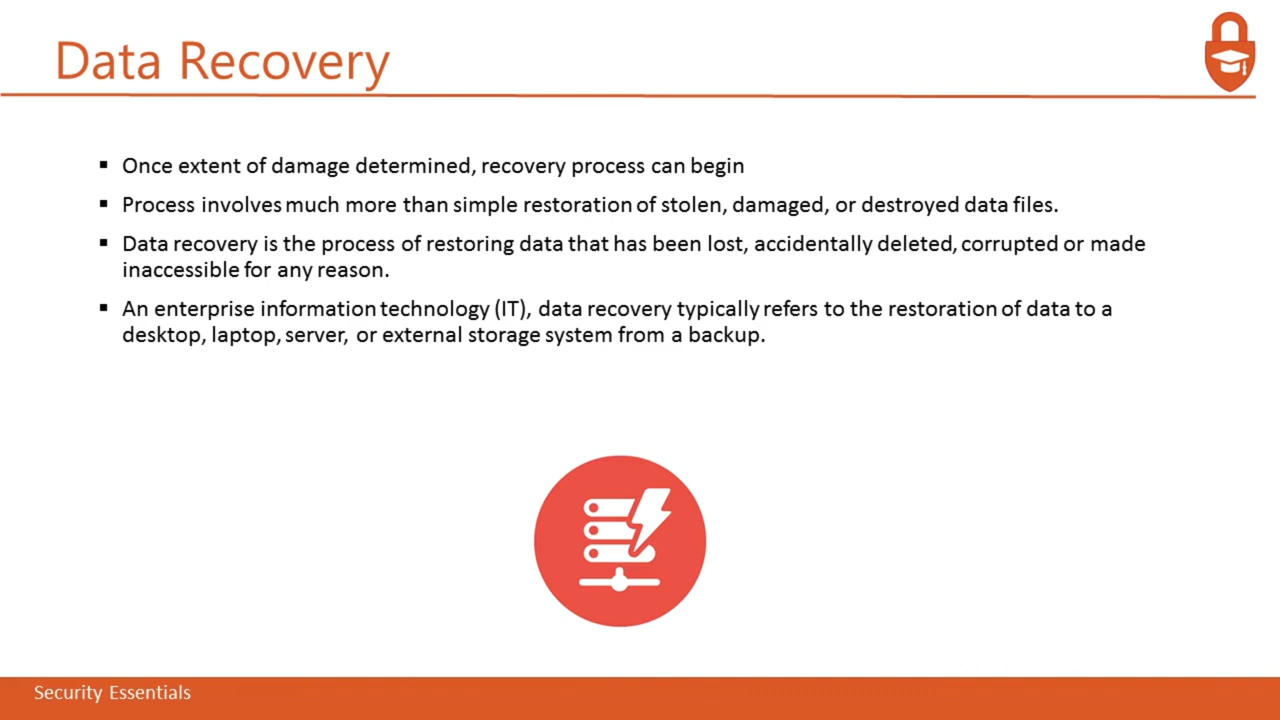 Data Recovery
▪ Once extent of damage determined, recovery process can begin
▪ Process involves much more than simple restoration of stolen, damaged, or destroyed data files.
▪ Data recovery is the process of restoring data that has been lost, accidentally deleted, corrupted or made
inaccessible for any reason.
▪ An enterprise information technology (IT), data recovery typically refers to the restoration of data to a
desktop, laptop, server, or external storage system from a backup.
Security Essentials